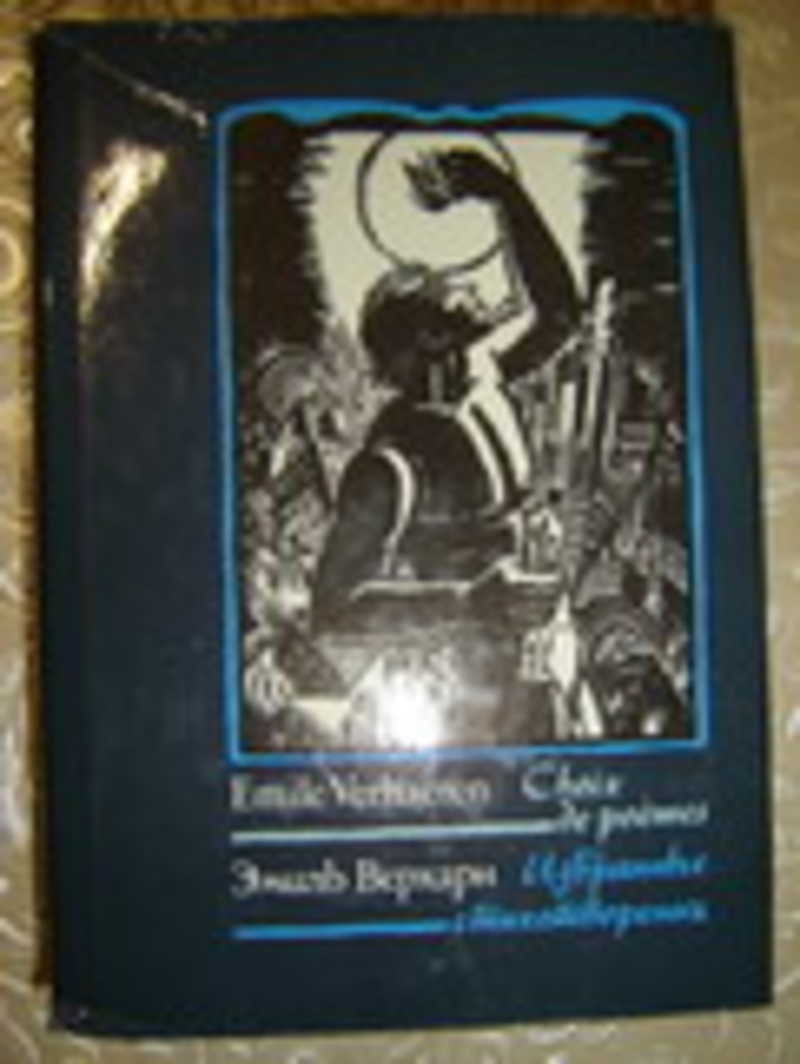 Emile Verhaeren
Choix
de poèmes
Эмиль Верхарн
Избранные
стихотворения